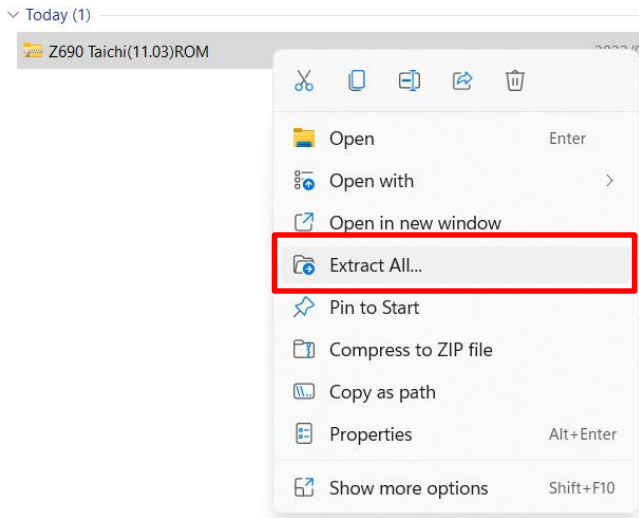 Today (1)
Z690 Taichi(11.03)ROM
Open Enter
Open with
Open in new window
Extract All...
Pin to Start
Compress to ZIP file
Copy as path
Properties Alt+Enter
Show more options Shift+F10